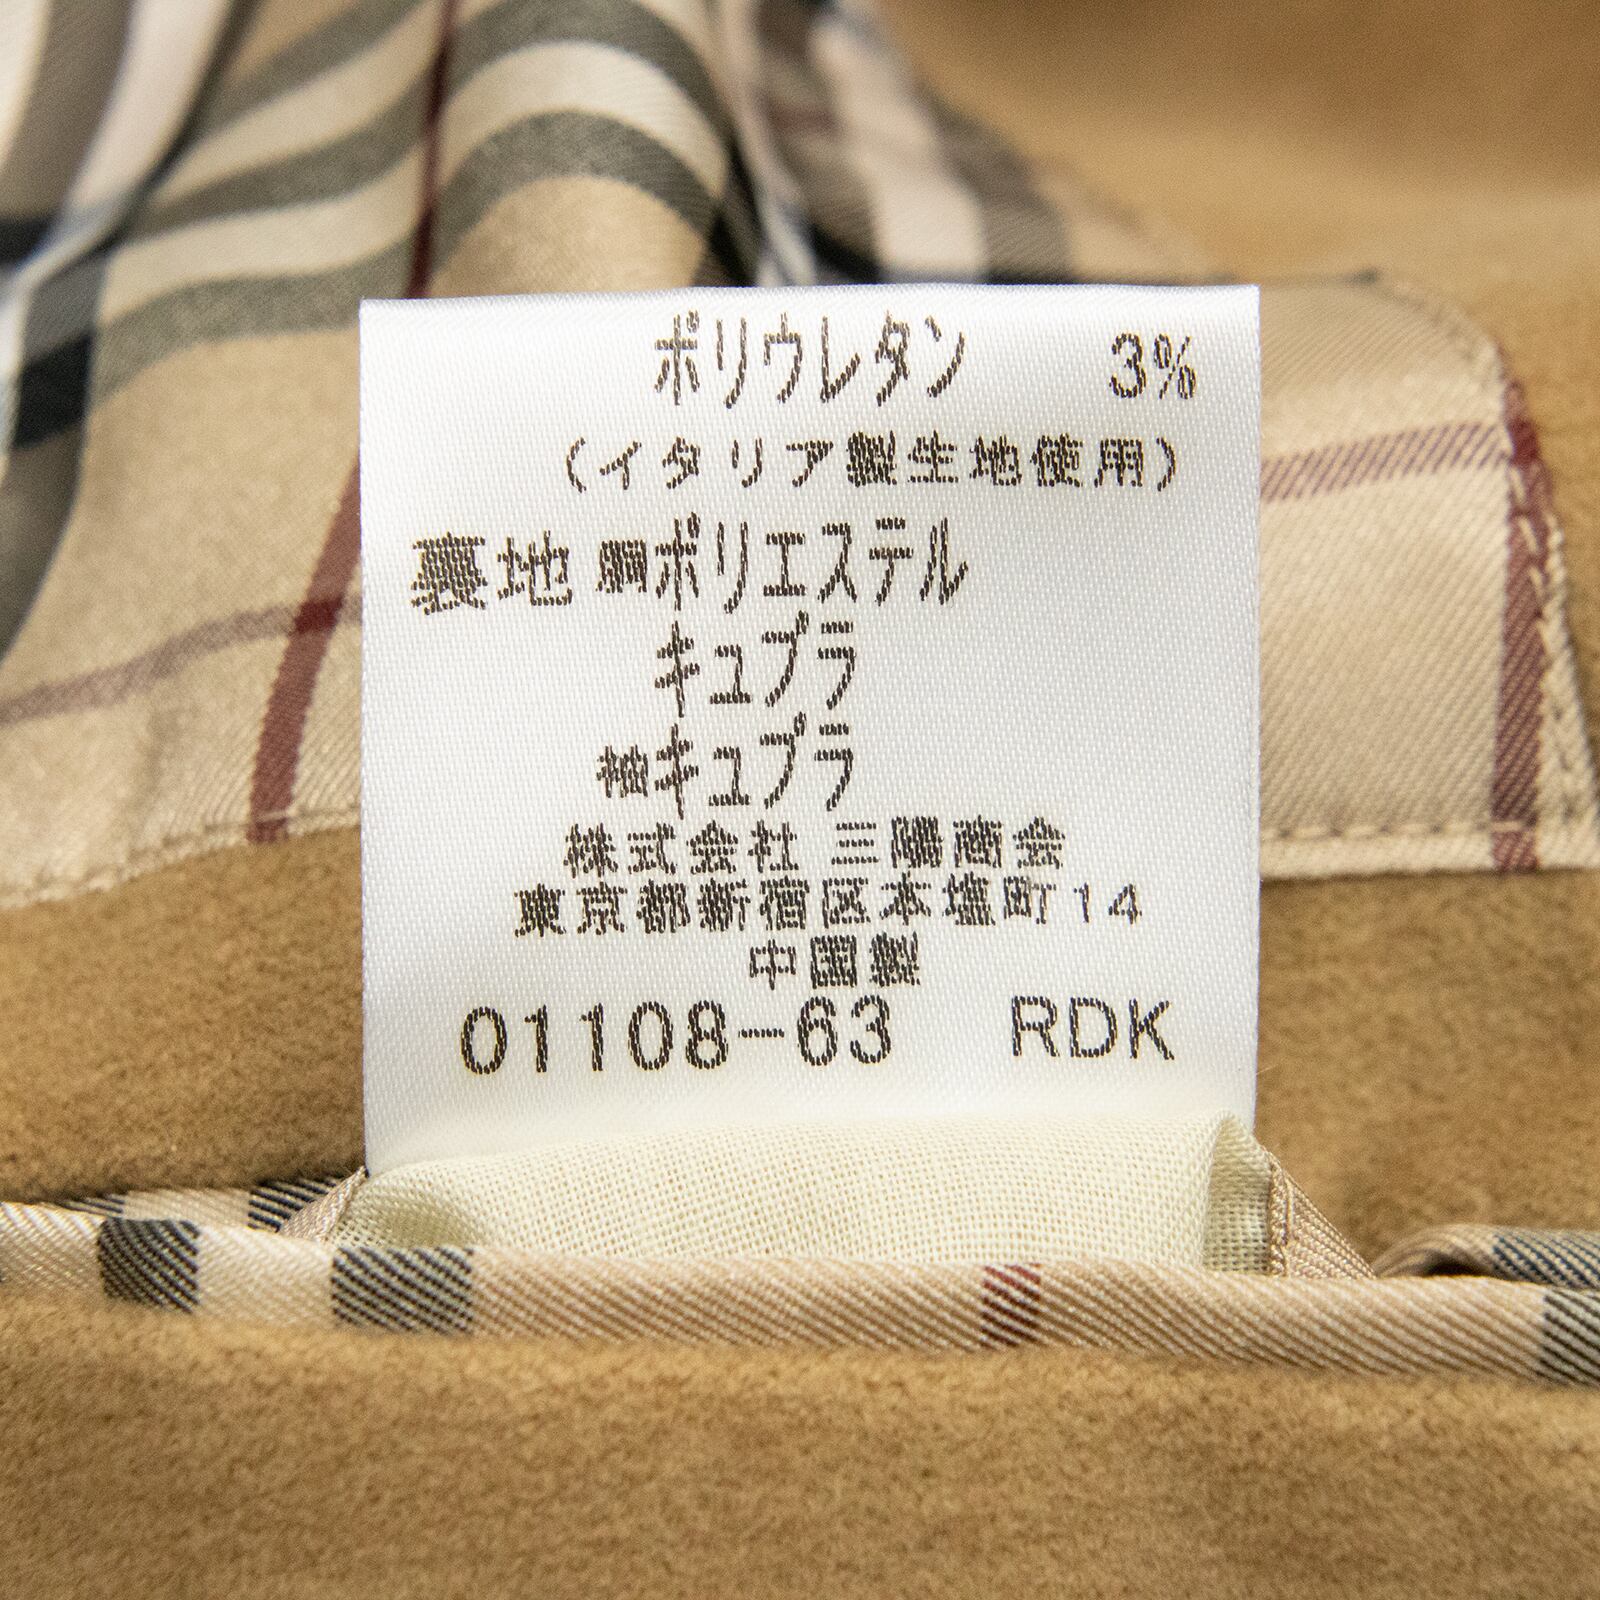 ポリウレタン 3%
(イタリア製生地使用)
裏地 胴ポリエステル
キュプラ
袖キュプラ
株式会社 三陽商会
東京都新宿区本塩町14
中国製
01108-63 RDK